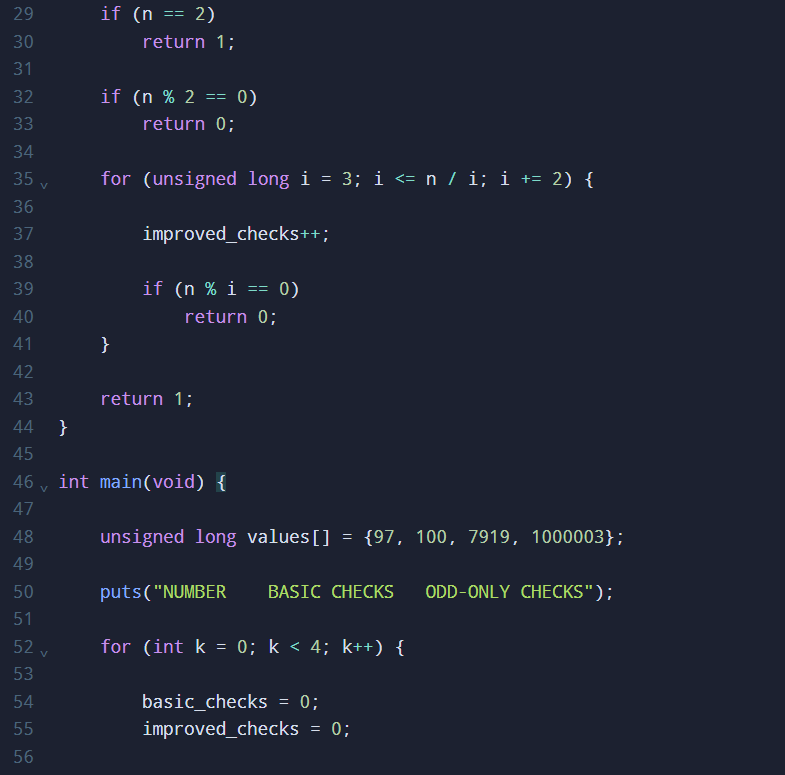 29 if (n == 2)
30 return 1;
31
32 if (n % 2 == 0)
33 return 0;
34
35 for (unsigned long i = 3; i <= n / i; i += 2) {
36
37 improved_checks++;
38
39 if (n % i == 0)
40 return 0;
41 }
42
43 return 1;
44 }
45
46 int main(void) {
47
48 unsigned long values[] = {97, 100, 7919, 1000003};
49
50 puts("NUMBER    BASIC CHECKS   ODD-ONLY CHECKS");
51
52 for (int k = 0; k < 4; k++) {
53
54 basic_checks = 0;
55 improved_checks = 0;
56